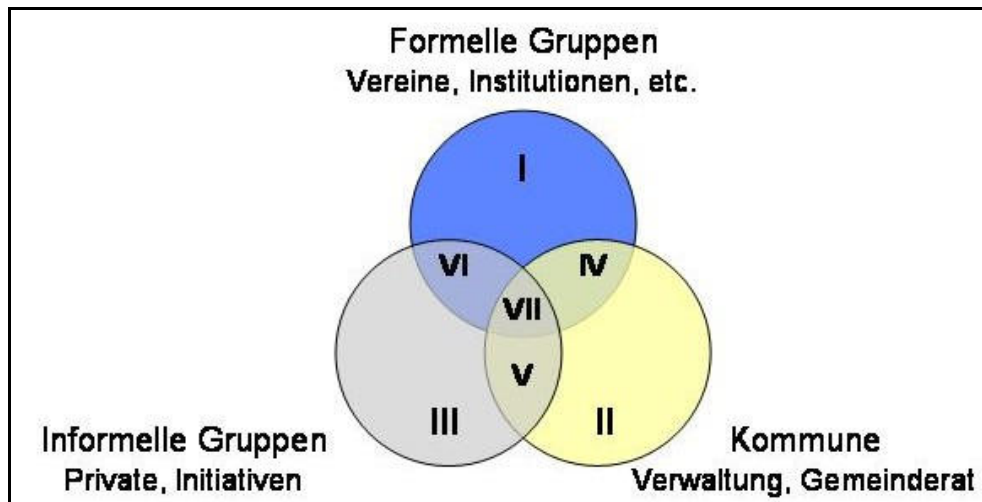 Formelle Gruppen
Vereine, Institutionen, etc.
I
VI
IV
VII
V
III
II
Informelle Gruppen
Private, Initiativen
Kommune
Verwaltung, Gemeinderat